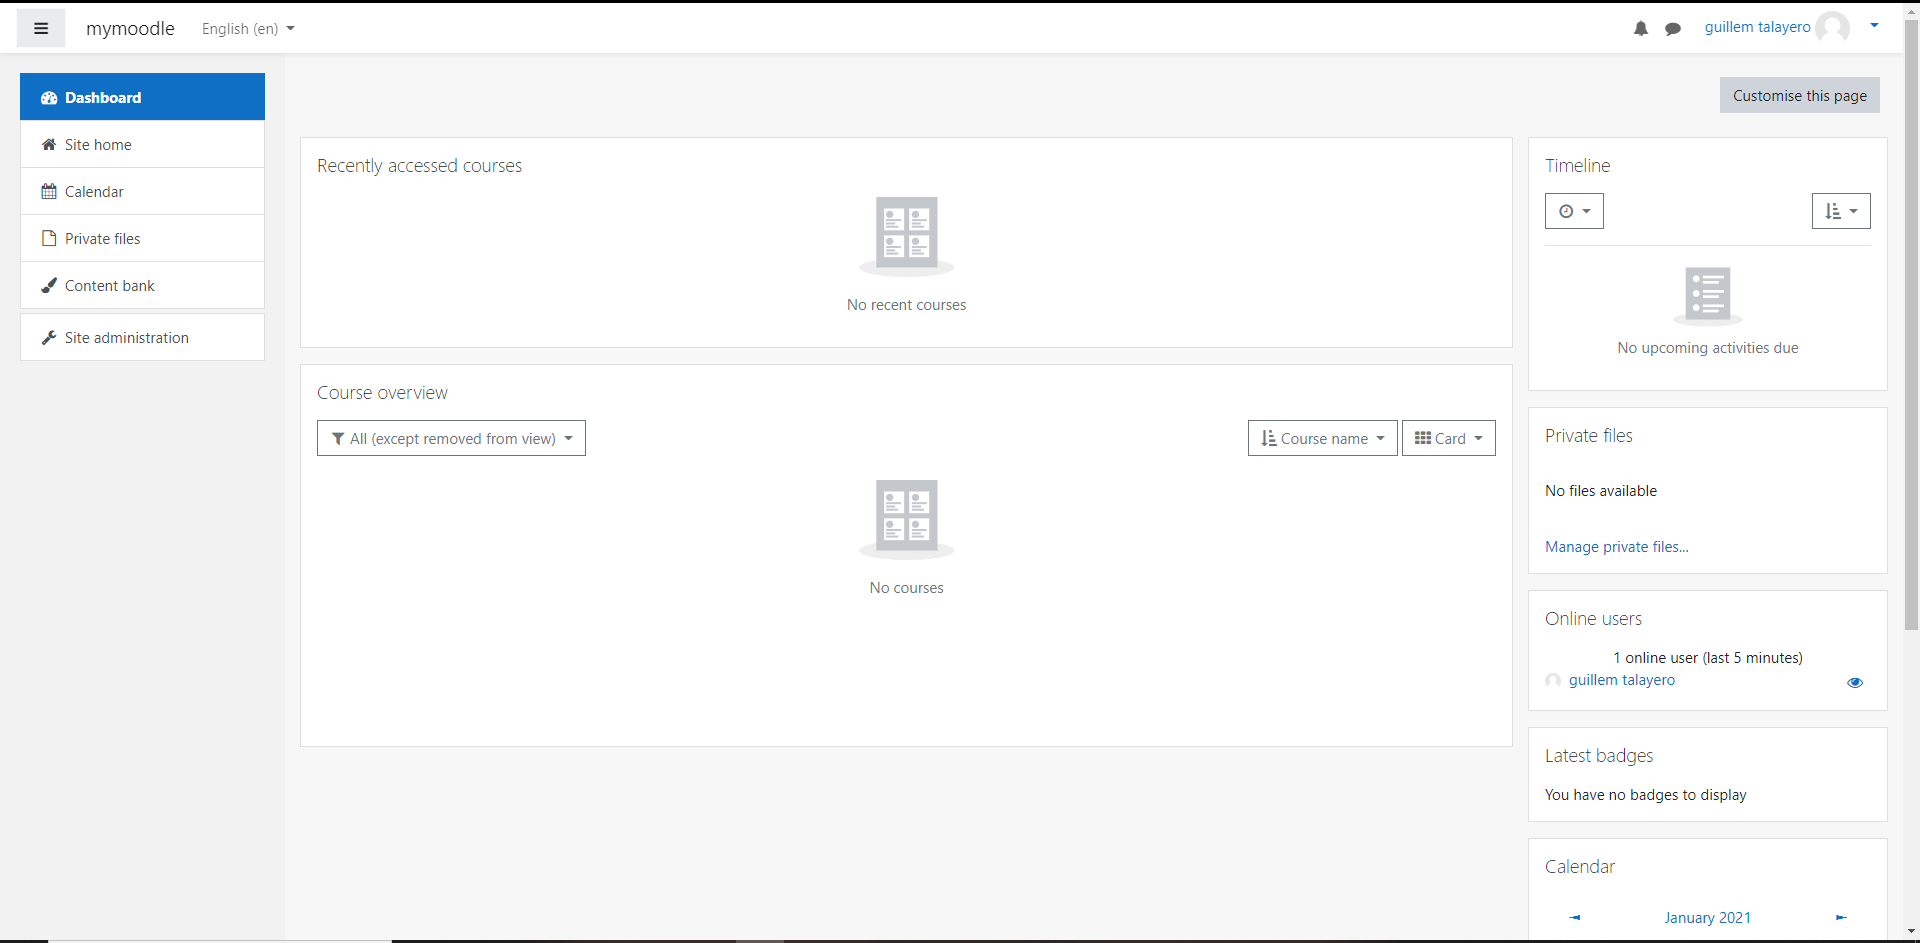 mymoodle English (en) guillem talayero
Dashboard
Site home
Calendar
Private files
Content bank
Site administration
Customise this page
Recently accessed courses
No recent courses
Course overview
All (except removed from view) Course name Card
No courses
Timeline
No upcoming activities due
Private files
No files available
Manage private files...
Online users
1 online user (last 5 minutes)
guillem talayero
Latest badges
You have no badges to display
Calendar
January 2021